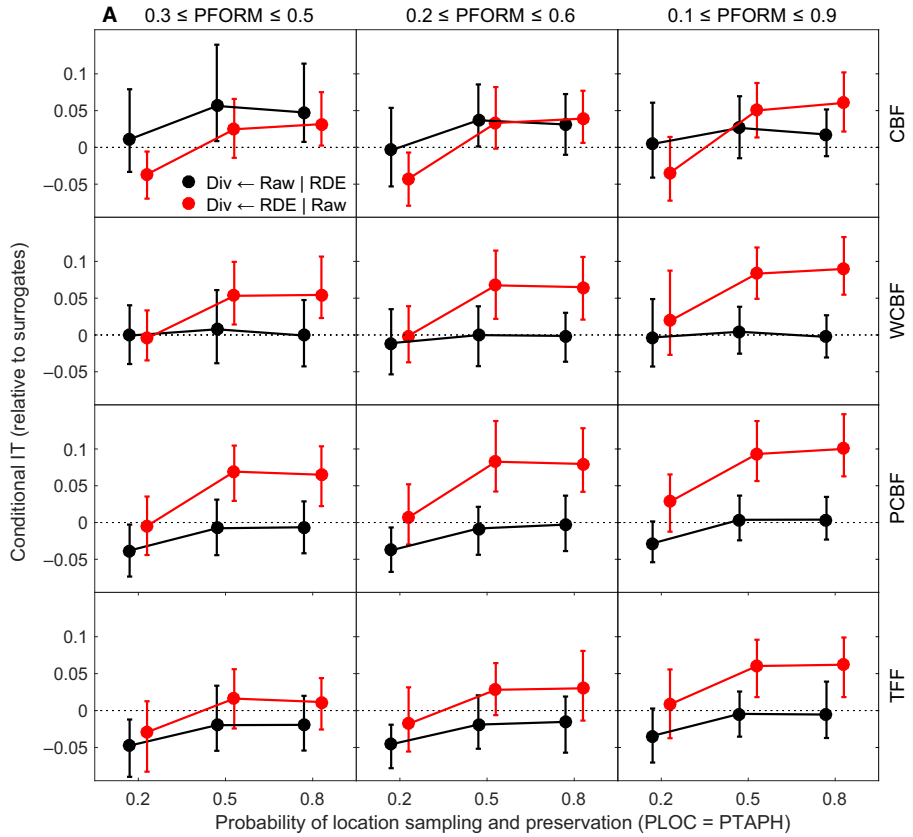 A
0.3 ≤ PFORM ≤ 0.5
0.2 ≤ PFORM ≤ 0.6
0.1 ≤ PFORM ≤ 0.9
0.1
0.05
0
−0.05
Div ← Raw | RDE
Div ← RDE | Raw
CBF
0.1
0.05
0
−0.05
WCBF
0.1
0.05
0
−0.05
PCBF
0.1
0.05
0
−0.05
TFF
Conditional IT (relative to surrogates)
0.2 0.5 0.8 0.2 0.5 0.8 0.2 0.5 0.8
Probability of location sampling and preservation (PLOC = PTAPH)